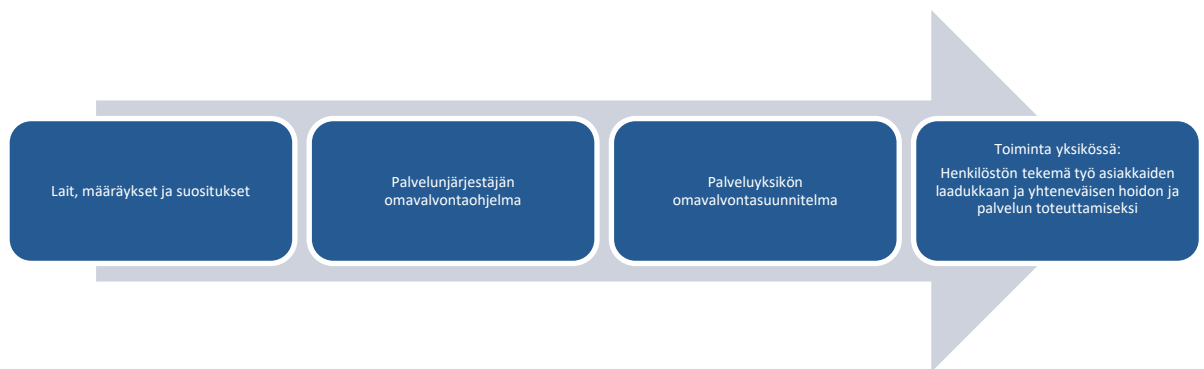 Lait, määräykset ja suositukset
Palvelunjärjestäjän
omavalvontaohjelma
Palveluyksikön
omavalvontasuunnitelma
Toiminta yksikössä:
Henkilöstön tekemä työ asiakkaiden
laadukkaan ja yhteneväisen hoidon ja
palvelun toteuttamiseksi